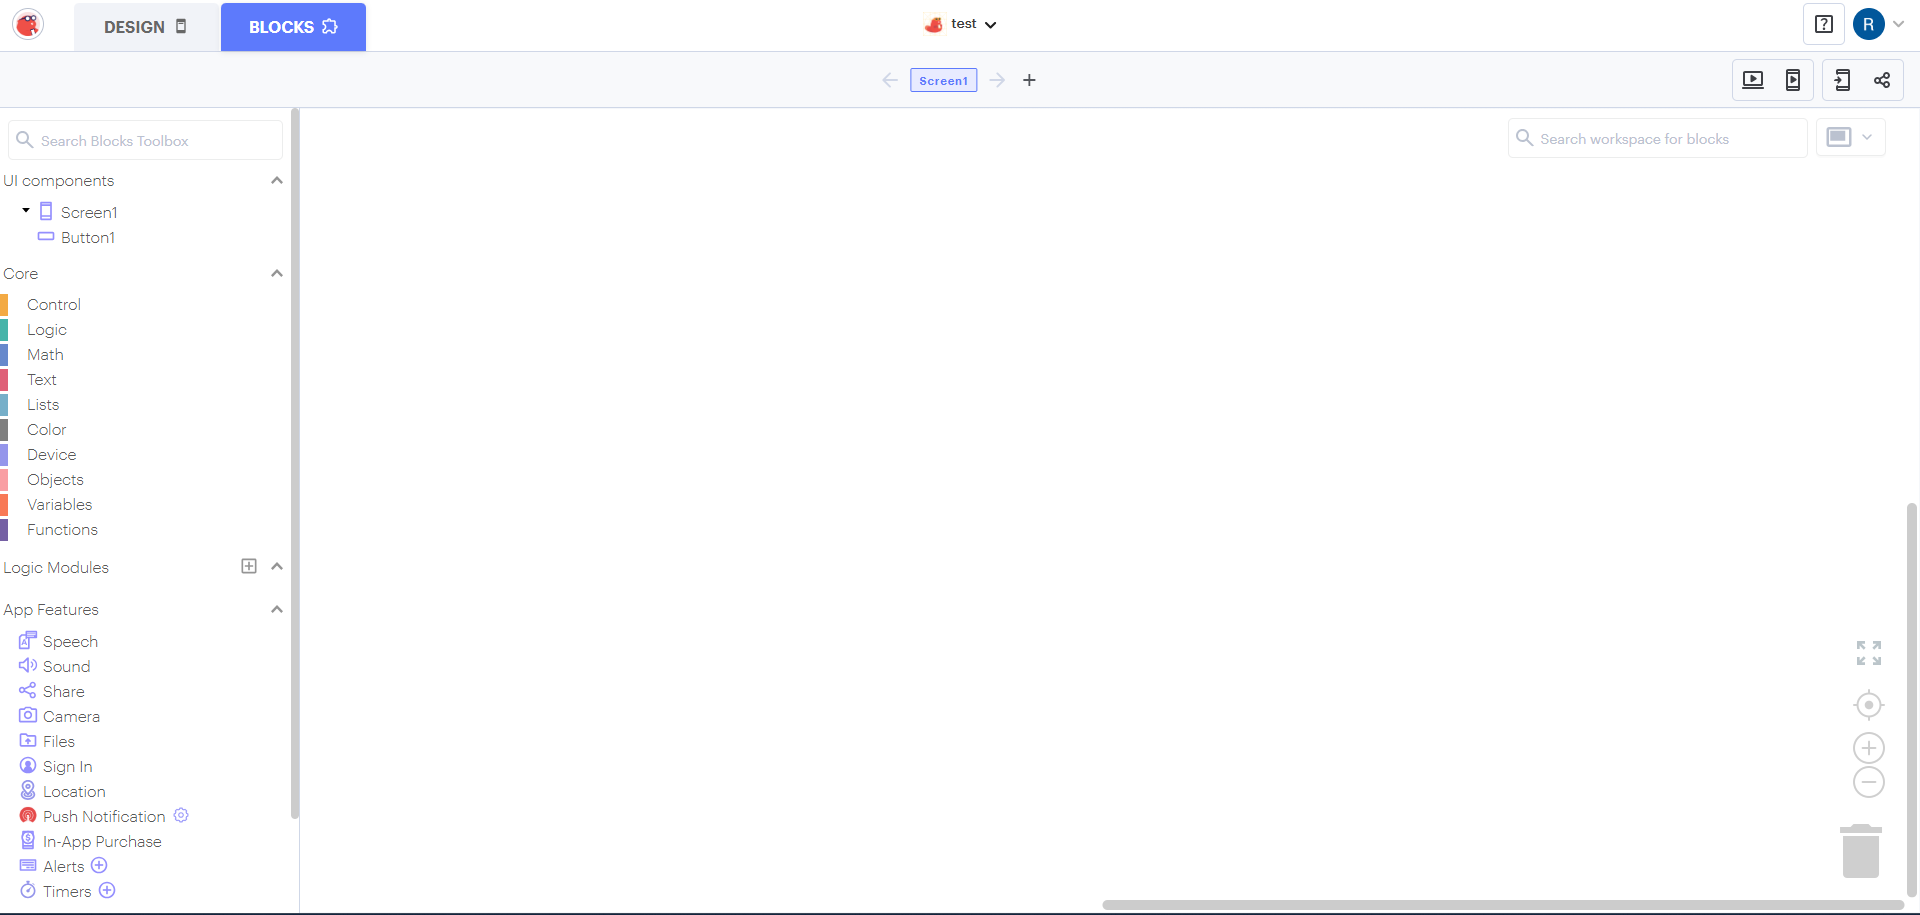 DESIGN
BLOCKS
test
R
Screen1
Search Blocks Toolbox
Search workspace for blocks
UI components
Screen1
Button1
Core
Control
Logic
Math
Text
Lists
Color
Device
Objects
Variables
Functions
Logic Modules
App Features
Speech
Sound
Share
Camera
Files
Sign In
Location
Push Notification
In-App Purchase
Alerts
Timers